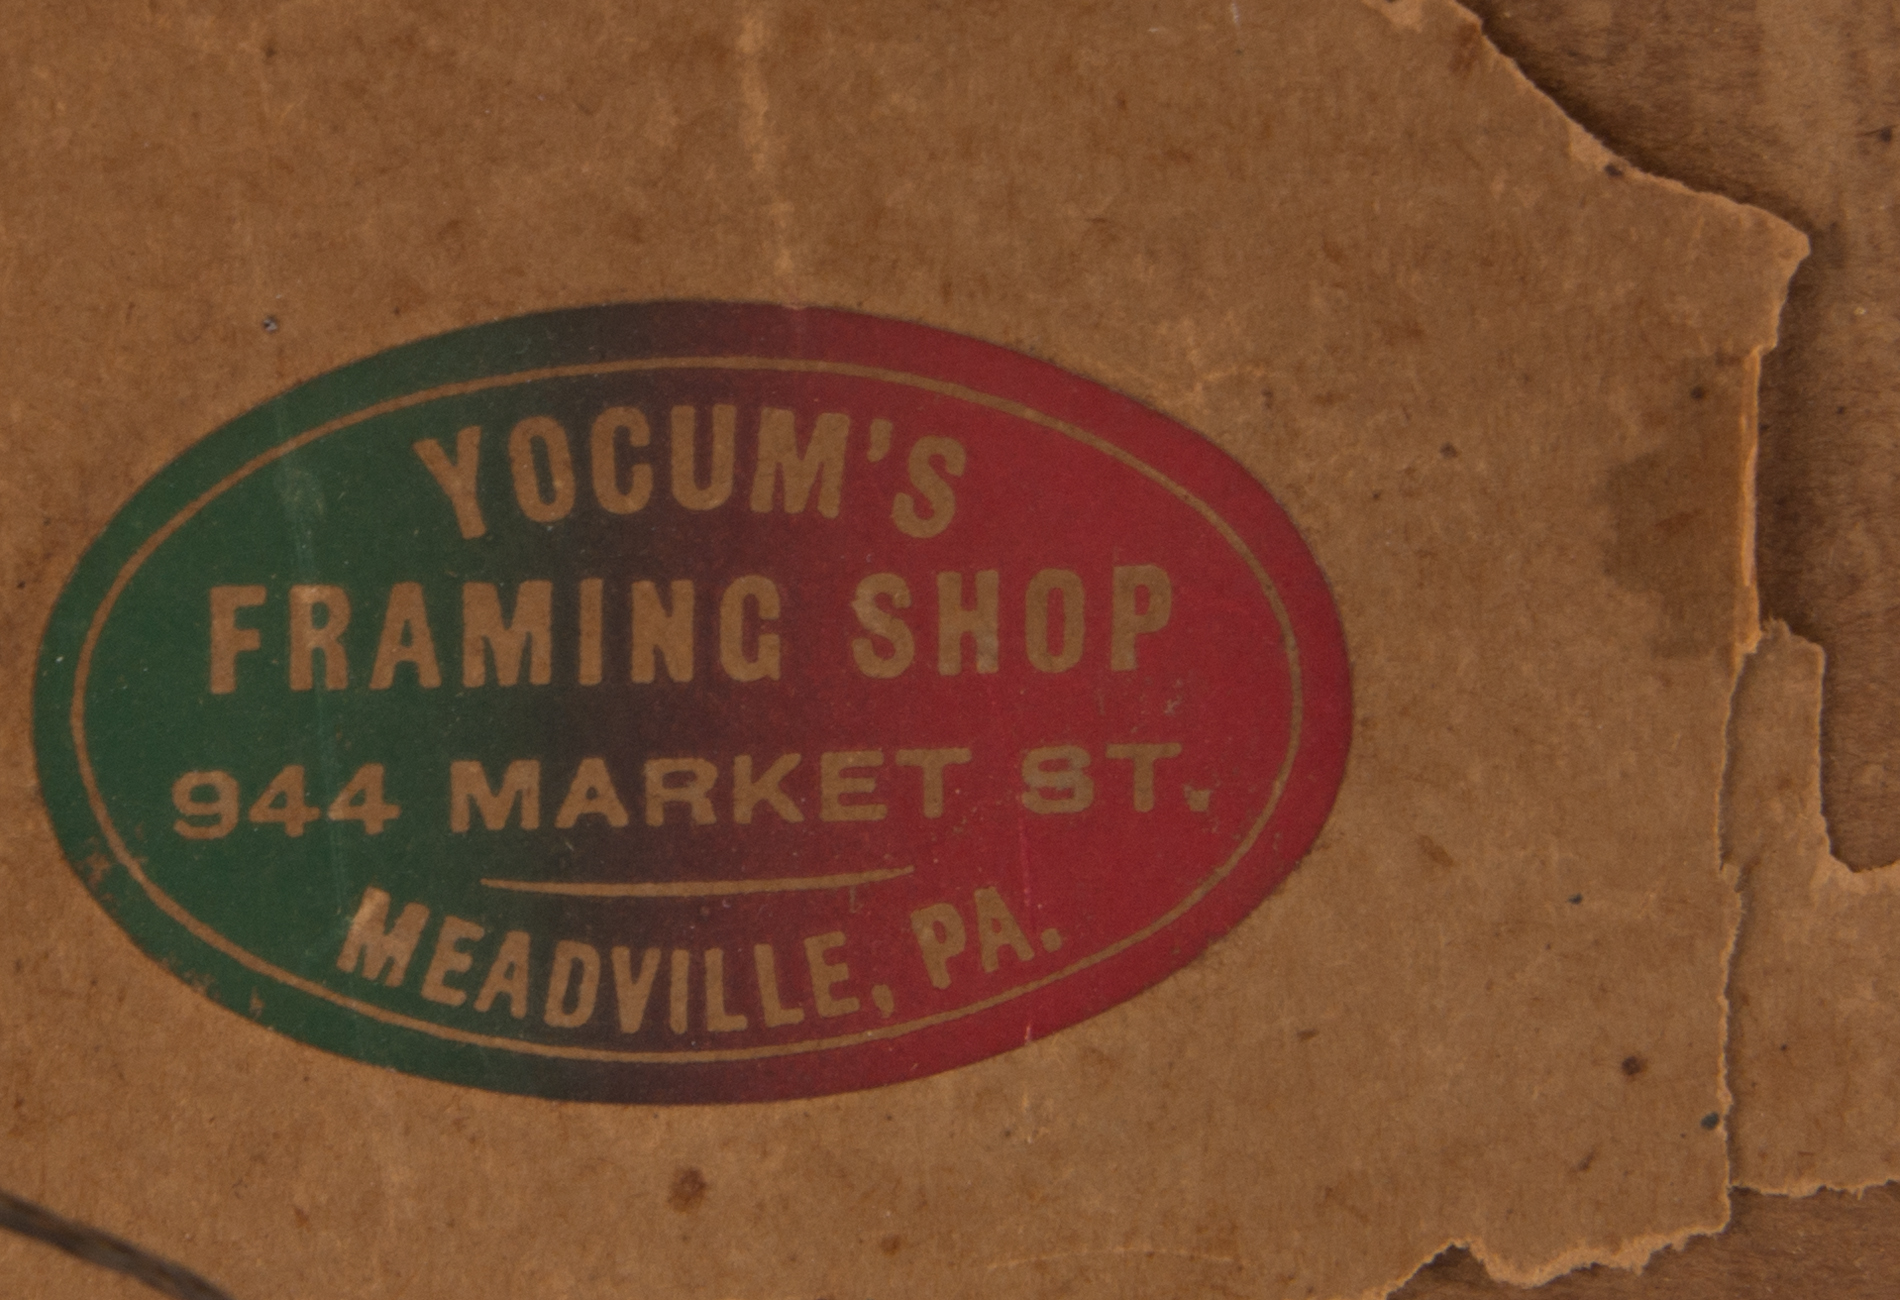 YOCUM'S
FRAMING SHOP
944 MARKET ST.
MEADVILLE, PA.